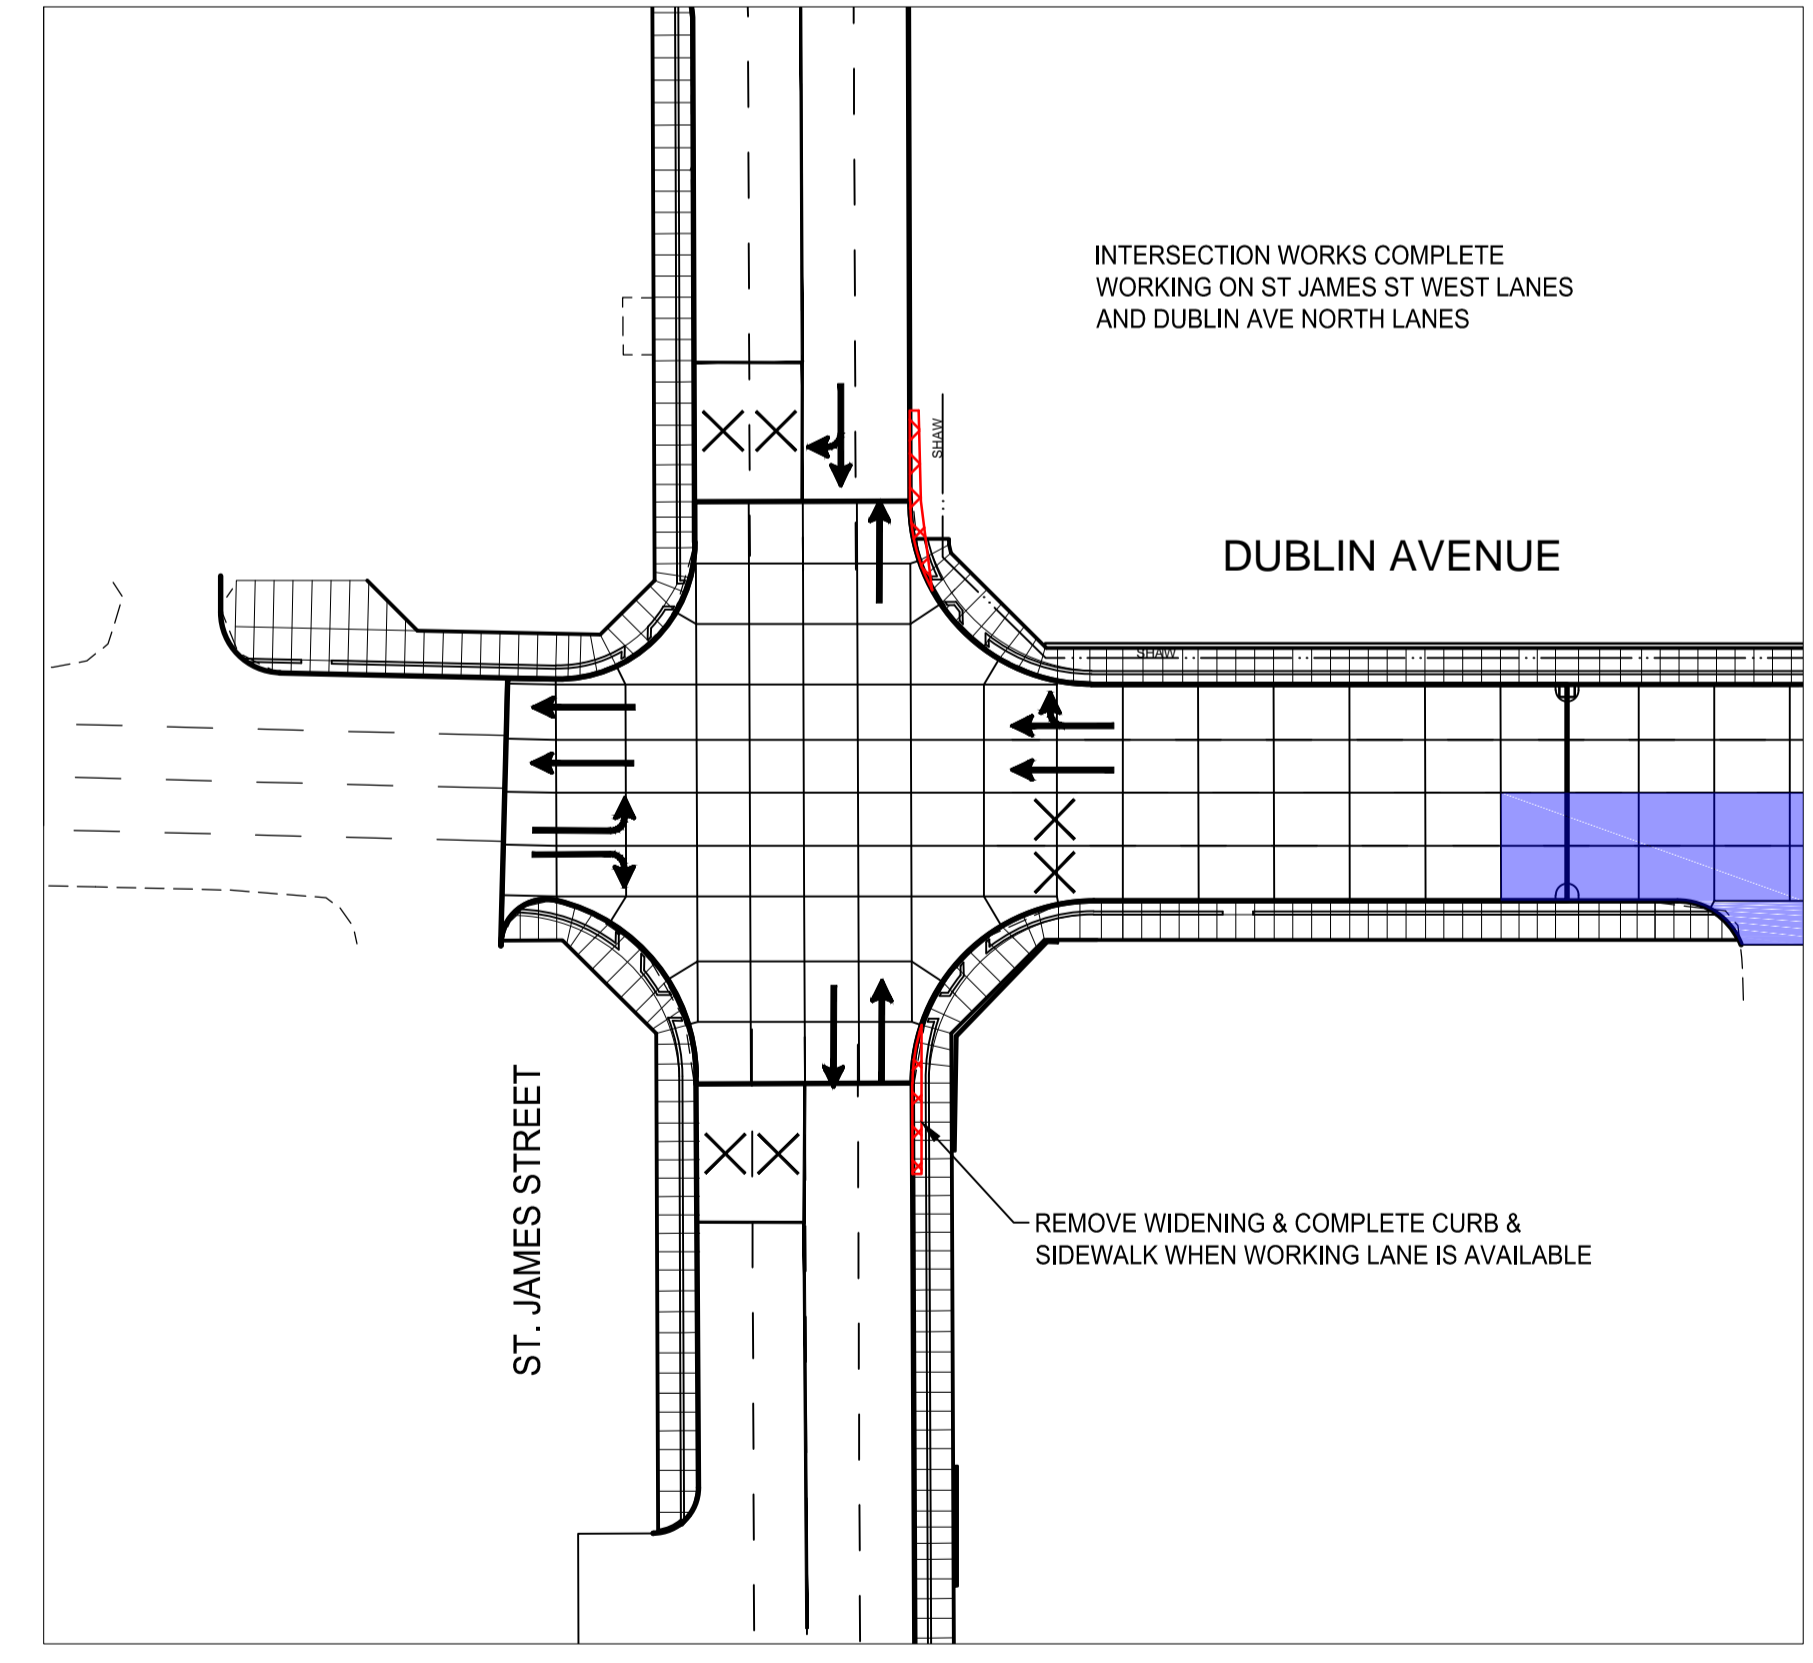 INTERSECTION WORKS COMPLETE
WORKING ON ST JAMES ST WEST LANES
AND DUBLIN AVE NORTH LANES
SHAW
DUBLIN AVENUE
SHAW
ST. JAMES STREET
REMOVE WIDENING & COMPLETE CURB &
SIDEWALK WHEN WORKING LANE IS AVAILABLE